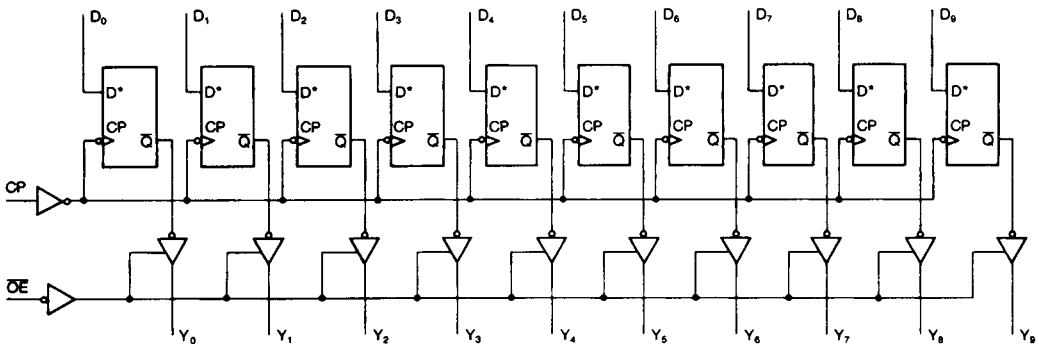 D₀ D₁ D₂ D₃ D₄ D₅ D₆ D₇ D₈ D₉
D* D* D* D* D* D* D* D* D* D*
CP CP CP CP CP CP CP CP CP CP
Q̅ Q̅ Q̅ Q̅ Q̅ Q̅ Q̅ Q̅ Q̅ Q̅
CP
O̅E̅
Y₀ Y₁ Y₂ Y₃ Y₄ Y₅ Y₆ Y₇ Y₈ Y₉